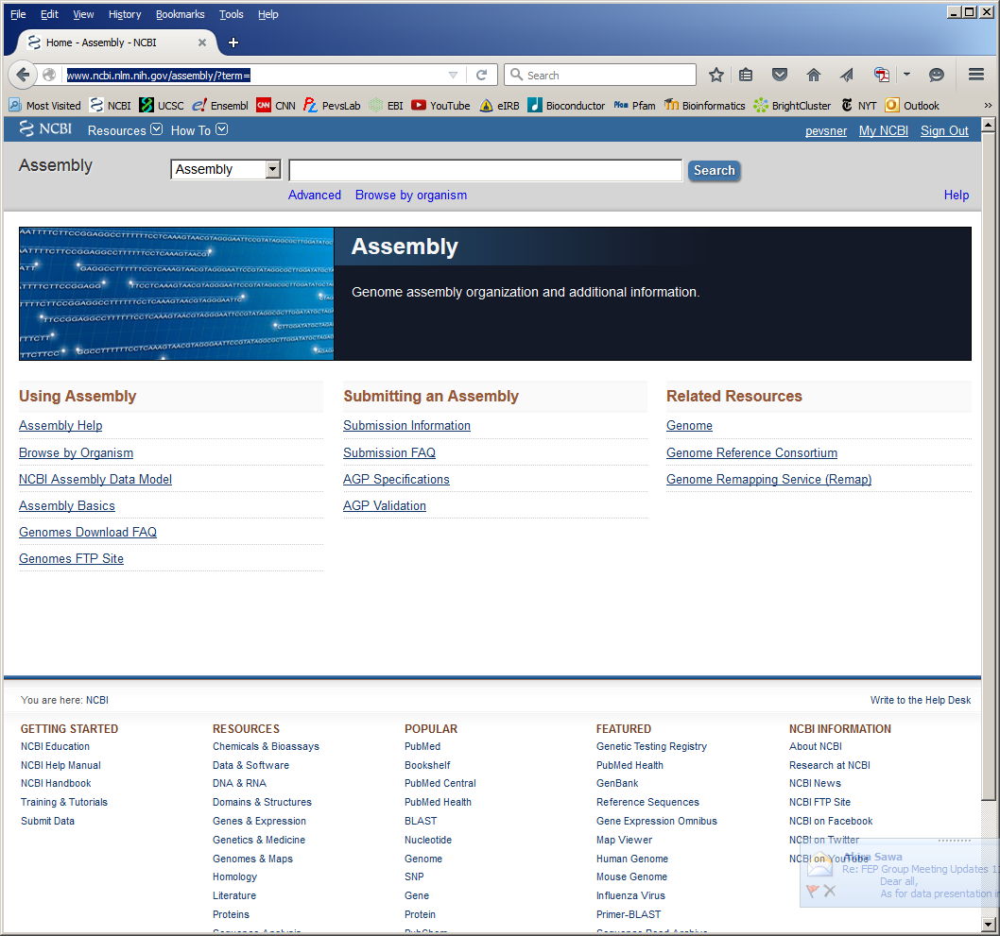 File Edit View History Bookmarks Tools Help
Home - Assembly - NCBI
www.ncbi.nlm.nih.gov/assembly/?term=
Search
Most Visited NCBI UCSC Ensembl CNN PevsLab EBI YouTube eIRB Bioconductor Pfam Bioinformatics BrightCluster NYT Outlook
NCBI Resources How To pevsner My NCBI Sign Out
Assembly Assembly Search
Advanced Browse by organism Help
Assembly
Genome assembly organization and additional information.
Using Assembly
Assembly Help
Browse by Organism
NCBI Assembly Data Model
Assembly Basics
Genomes Download FAQ
Genomes FTP Site
Submitting an Assembly
Submission Information
Submission FAQ
AGP Specifications
AGP Validation
Related Resources
Genome
Genome Reference Consortium
Genome Remapping Service (Remap)
You are here: NCBI Write to the Help Desk
GETTING STARTED
NCBI Education
NCBI Help Manual
NCBI Handbook
Training & Tutorials
Submit Data
RESOURCES
Chemicals & Bioassays
Data & Software
DNA & RNA
Domains & Structures
Genes & Expression
Genetics & Medicine
Genomes & Maps
Homology
Literature
Proteins
Sequence Analysis
POPULAR
PubMed
Bookshelf
PubMed Central
PubMed Health
BLAST
Nucleotide
Genome
SNP
Gene
Protein
PubChem
FEATURED
Genetic Testing Registry
PubMed Health
GenBank
Reference Sequences
Gene Expression Omnibus
Map Viewer
Human Genome
Mouse Genome
Influenza Virus
Primer-BLAST
Sequence Read Archive
NCBI INFORMATION
About NCBI
Research at NCBI
NCBI News
NCBI FTP Site
NCBI on Facebook
NCBI on Twitter
NCBI on YouTube
Akira Sawa
Re: FEP Group Meeting Updates
Dear all,
As for data presentation